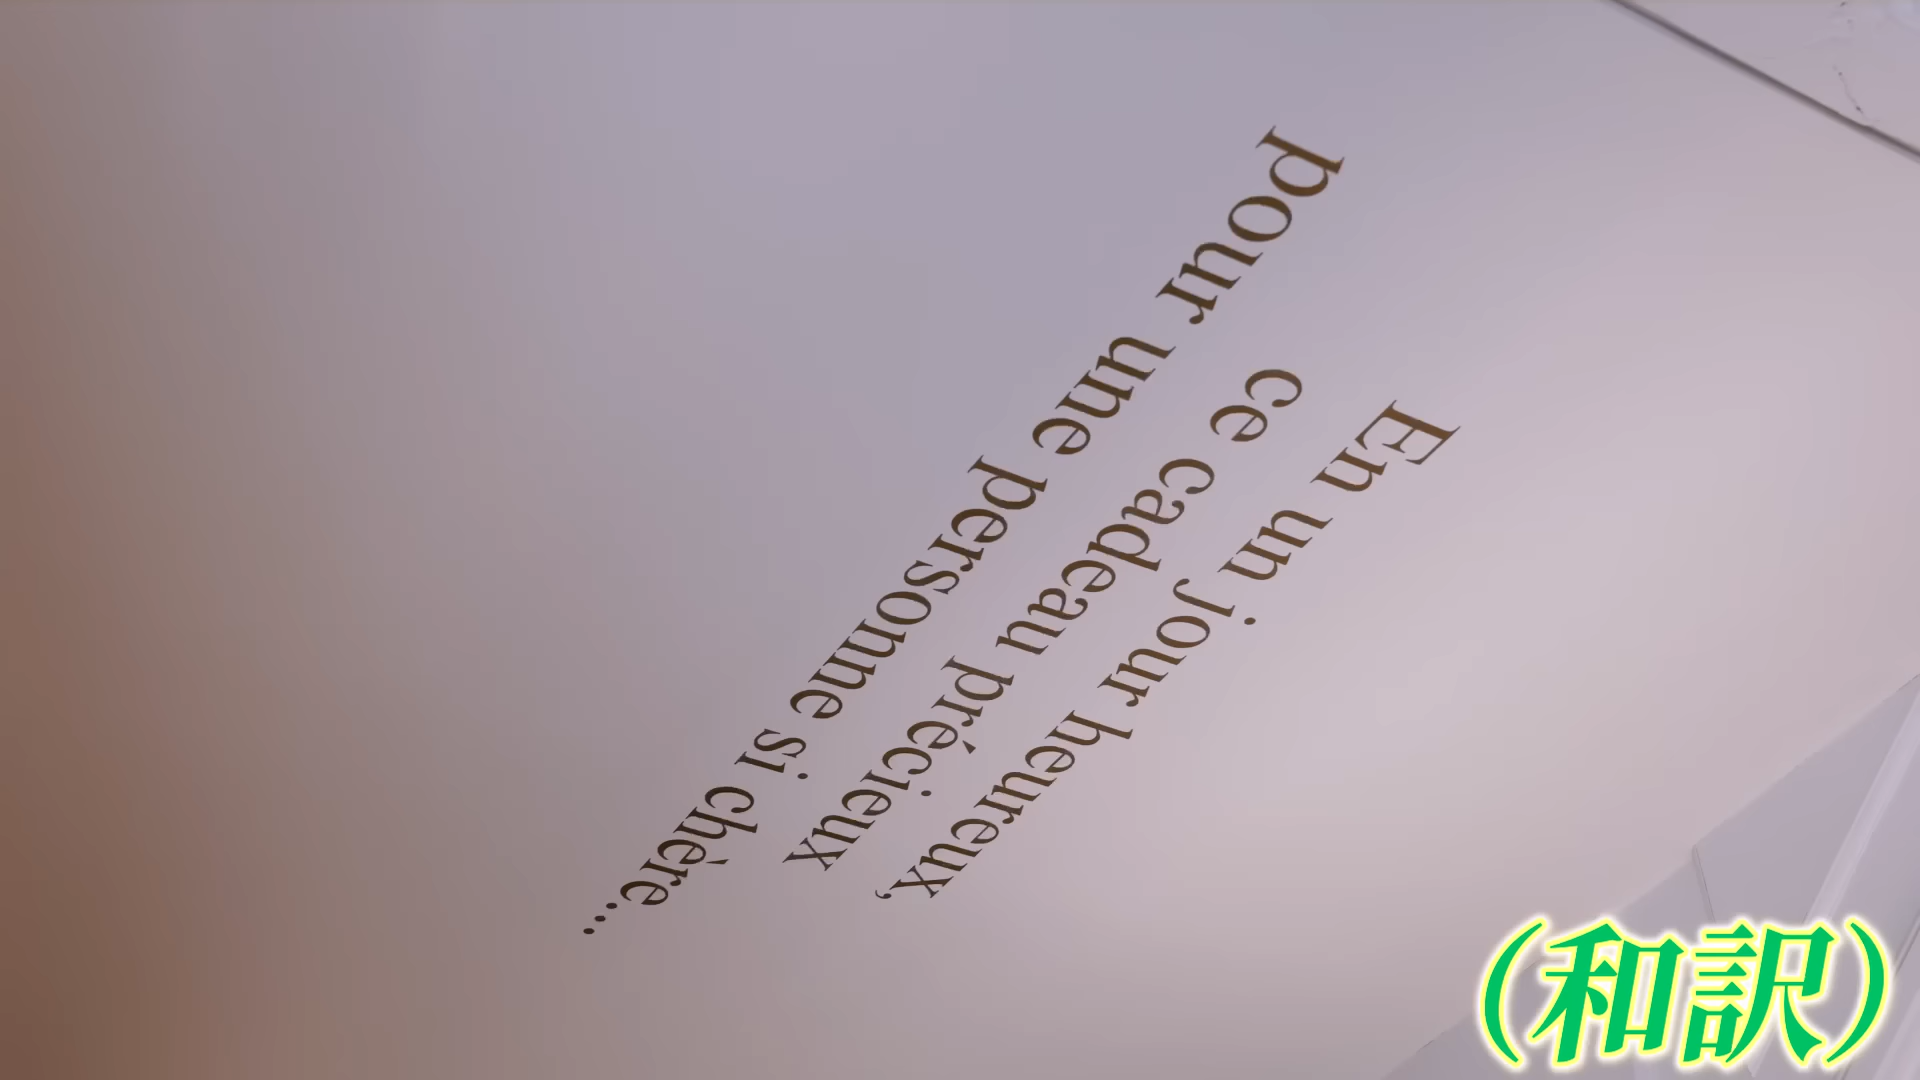 En un jour heureux,
ce cadeau précieux
pour une personne si chère...
（和訳）